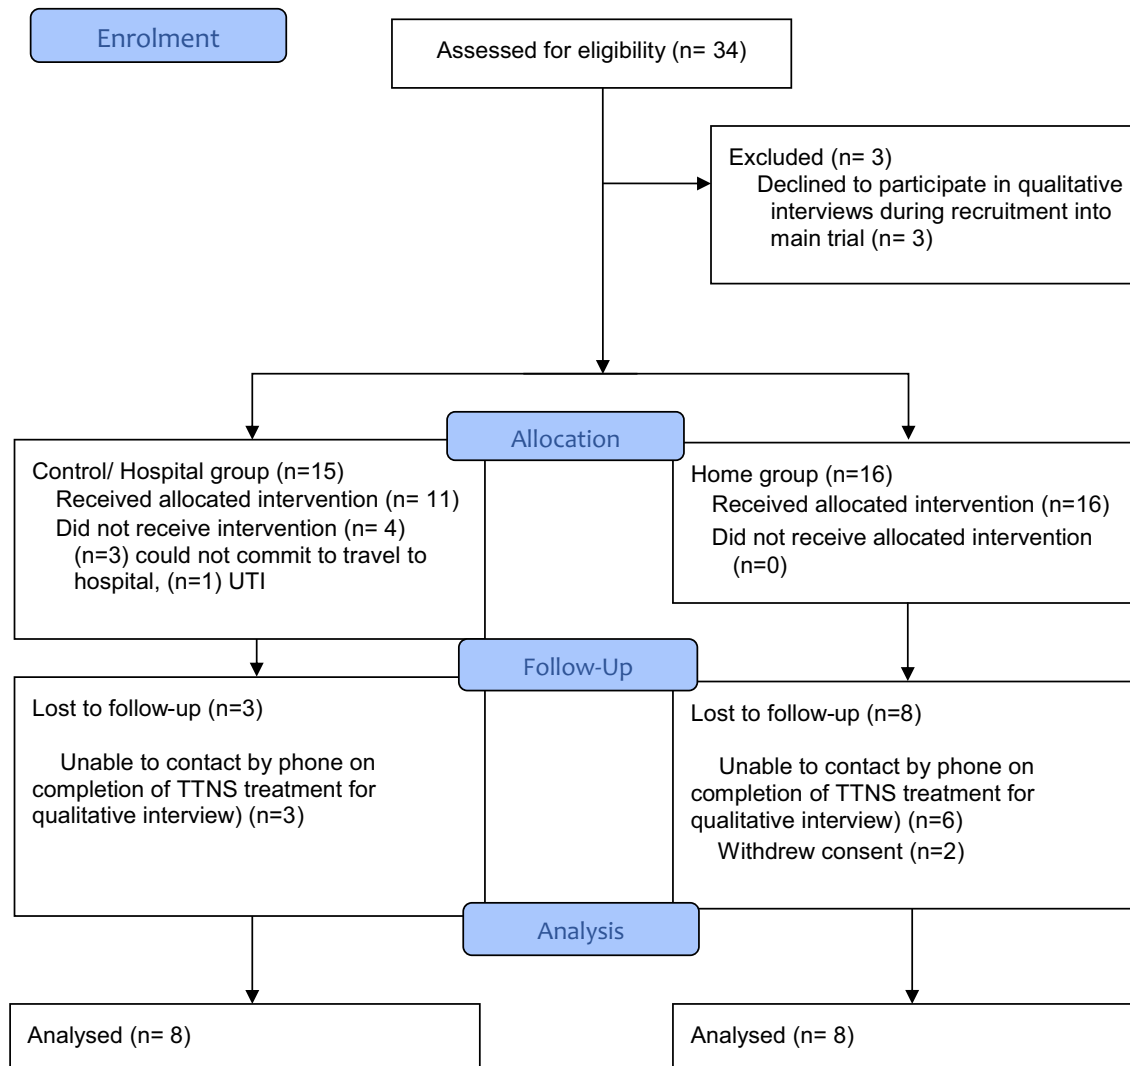 Enrolment
Assessed for eligibility (n= 34)
Excluded (n= 3)
Declined to participate in qualitative
interviews during recruitment into
main trial (n= 3)
Allocation
Control/ Hospital group (n=15)
Received allocated intervention (n= 11)
Did not receive intervention (n= 4)
(n=3) could not commit to travel to
hospital, (n=1) UTI
Home group (n=16)
Received allocated intervention (n=16)
Did not receive allocated intervention
(n=0)
Follow-Up
Lost to follow-up (n=3)
Unable to contact by phone on
completion of TTNS treatment for
qualitative interview) (n=3)
Lost to follow-up (n=8)
Unable to contact by phone on
completion of TTNS treatment for
qualitative interview) (n=6)
Withdrew consent (n=2)
Analysis
Analysed (n= 8)
Analysed (n= 8)